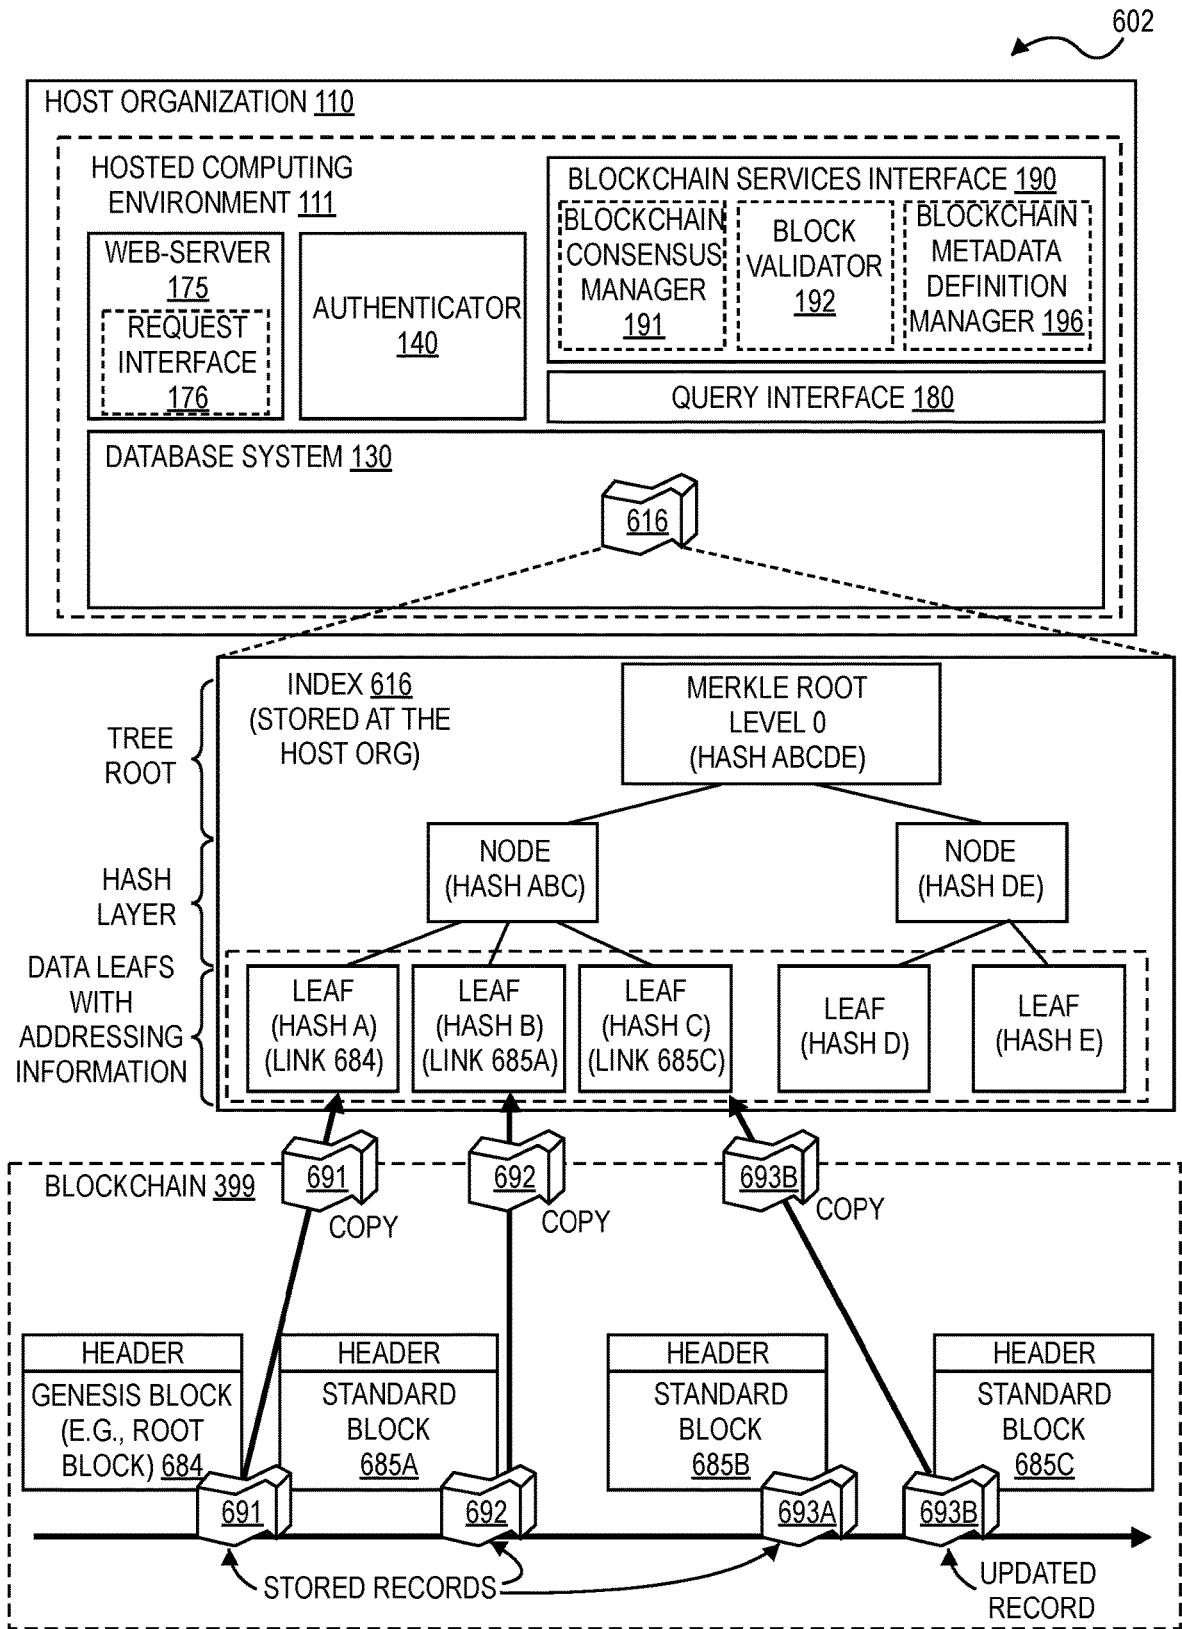 602
HOST ORGANIZATION 110
HOSTED COMPUTING
ENVIRONMENT 111
WEB-SERVER
175
REQUEST
INTERFACE
176
AUTHENTICATOR
140
BLOCKCHAIN SERVICES INTERFACE 190
BLOCKCHAIN
CONSENSUS
MANAGER
191
BLOCK
VALIDATOR
192
BLOCKCHAIN
METADATA
DEFINITION
MANAGER 196
QUERY INTERFACE 180
DATABASE SYSTEM 130
616
TREE
ROOT
INDEX 616
(STORED AT THE
HOST ORG)
MERKLE ROOT
LEVEL 0
(HASH ABCDE)
HASH
LAYER
NODE
(HASH ABC)
NODE
(HASH DE)
DATA LEAFS
WITH
ADDRESSING
INFORMATION
LEAF
(HASH A)
(LINK 684)
LEAF
(HASH B)
(LINK 685A)
LEAF
(HASH C)
(LINK 685C)
LEAF
(HASH D)
LEAF
(HASH E)
BLOCKCHAIN 399
691
COPY
692
COPY
693B
COPY
HEADER
GENESIS BLOCK
(E.G., ROOT
BLOCK) 684
HEADER
STANDARD
BLOCK
685A
HEADER
STANDARD
BLOCK
685B
HEADER
STANDARD
BLOCK
685C
691
692
693A
693B
STORED RECORDS
UPDATED
RECORD